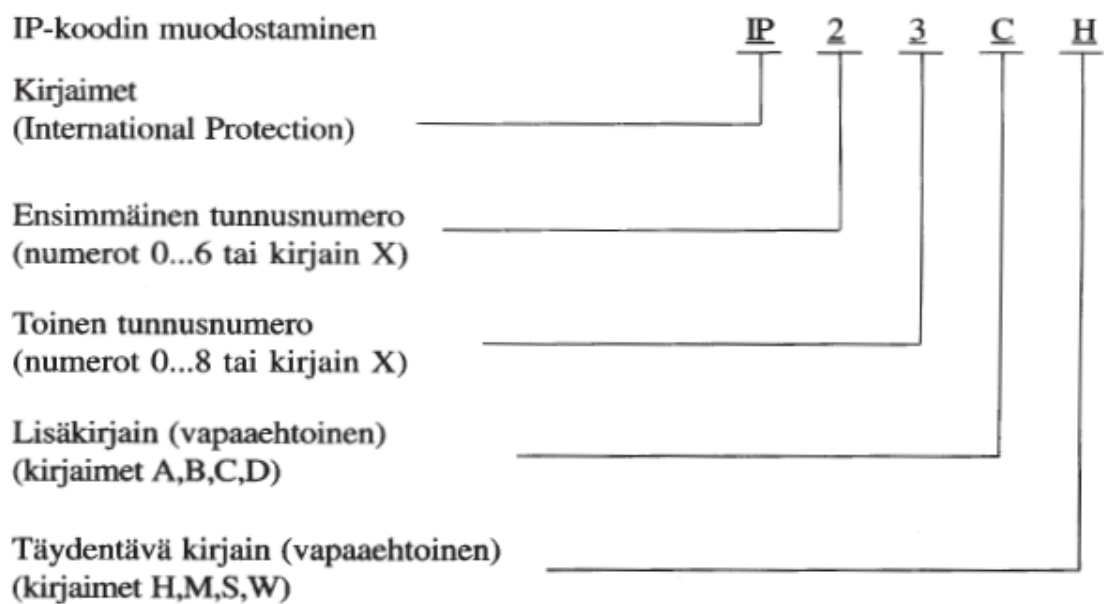 IP-koodin muodostaminen IP 2 3 C H
Kirjaimet
(International Protection)
Ensimmäinen tunnusnumero
(numerot 0...6 tai kirjain X)
Toinen tunnusnumero
(numerot 0...8 tai kirjain X)
Lisäkirjain (vapaaehtoinen)
(kirjaimet A,B,C,D)
Täydentävä kirjain (vapaaehtoinen)
(kirjaimet H,M,S,W)